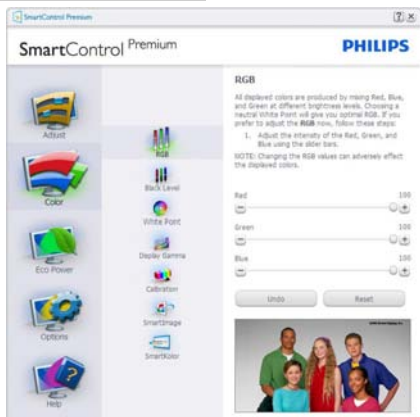 SmartControl Premium
SmartControl Premium
PHILIPS
Adjust
Color
Eco Power
Options
Help
RGB
Black Level
White Point
Display Gamma
Calibration
SmartImage
SmartKolor
RGB
All displayed colors are produced by mixing Red, Blue,
and Green at different brightness levels. Choosing a
neutral White Point will give you optimal RGB. If you
prefer to adjust the RGB now, follow these steps:
1. Adjust the intensity of the Red, Green, and
Blue using the slider bars.
NOTE: Changing the RGB values can adversely effect
the displayed colors.
Red 100
Green 100
Blue 100
Undo Reset